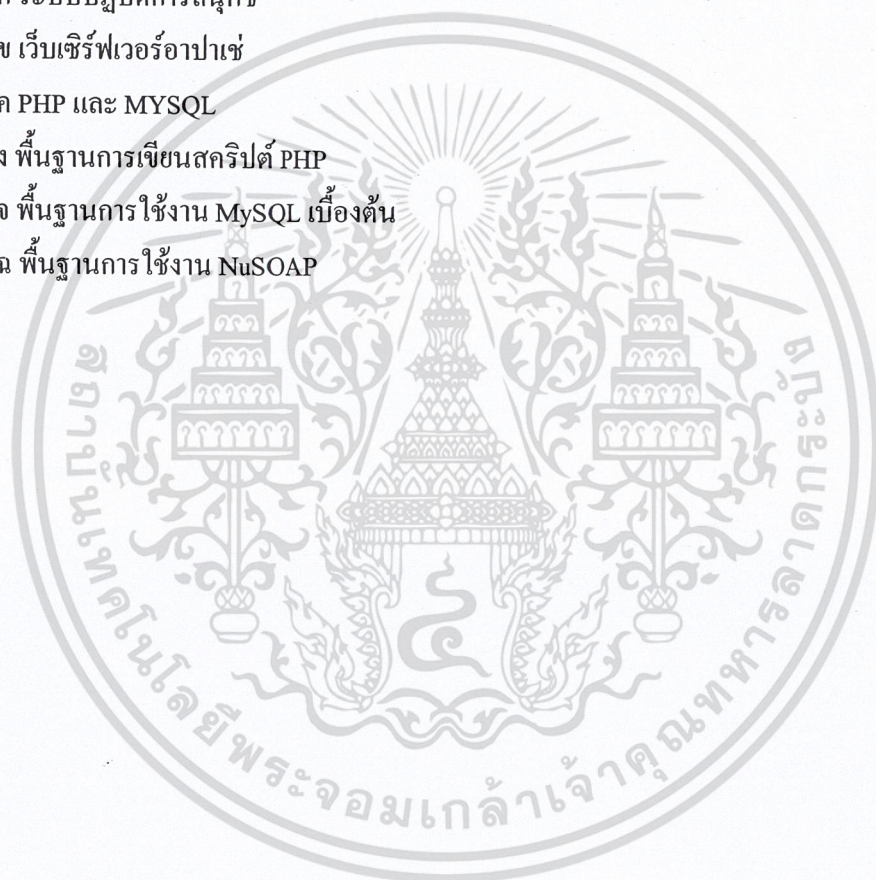 ข เว็บเซิร์ฟเวอร์อาปาเช่
ค PHP และ MYSQL
ง พื้นฐานการเขียนสคริปต์ PHP
จ พื้นฐานการใช้งาน MySQL เบื้องต้น
ฉ พื้นฐานการใช้งาน NuSOAP
สถาบันเทคโนโลยีพระจอมเกล้าเจ้าคุณทหารลาดกระบัง